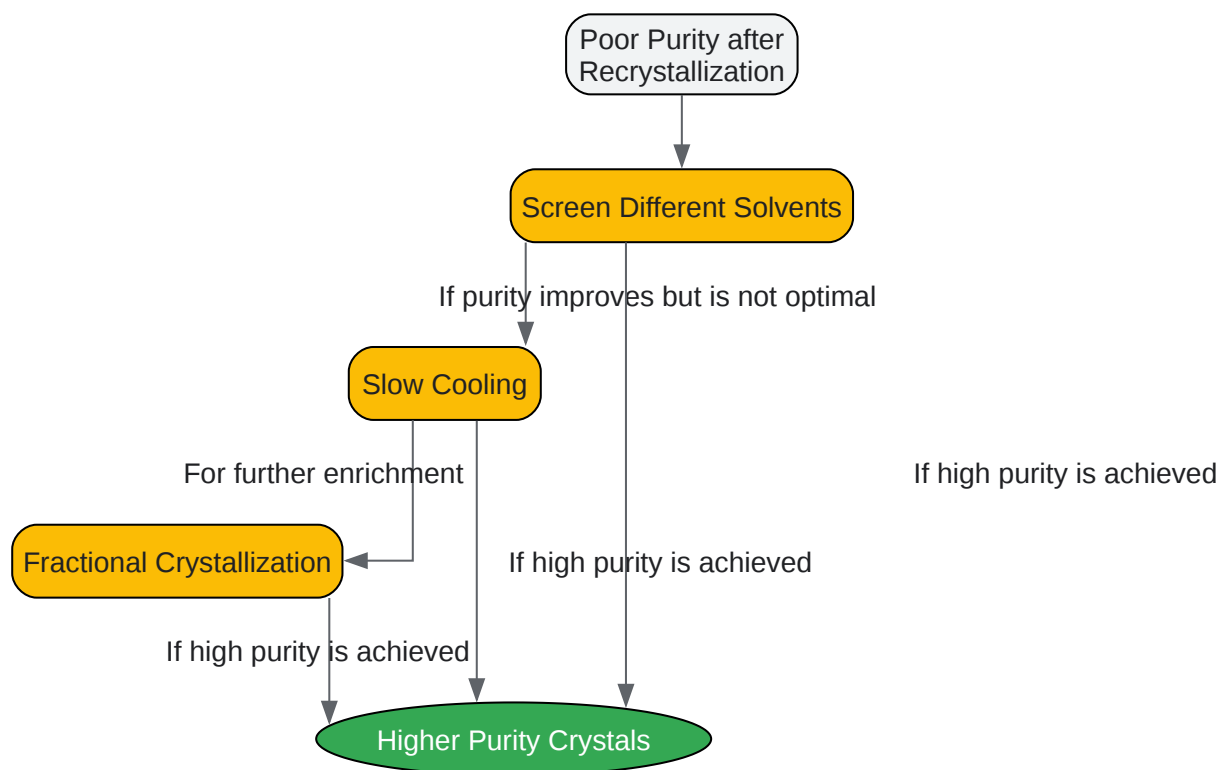 Poor Purity after
Recrystallization
Screen Different Solvents
If purity improves but is not optimal
Slow Cooling
For further enrichment
If high purity is achieved
Fractional Crystallization
If high purity is achieved
If high purity is achieved
Higher Purity Crystals